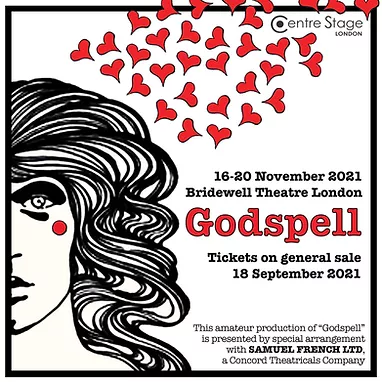 Centre Stage
LONDON
16-20 November 2021
Bridewell Theatre London
Godspell
Tickets on general sale
18 September 2021
This amateur production of “Godspell”
is presented by special arrangement
with SAMUEL FRENCH LTD,
a Concord Theatricals Company